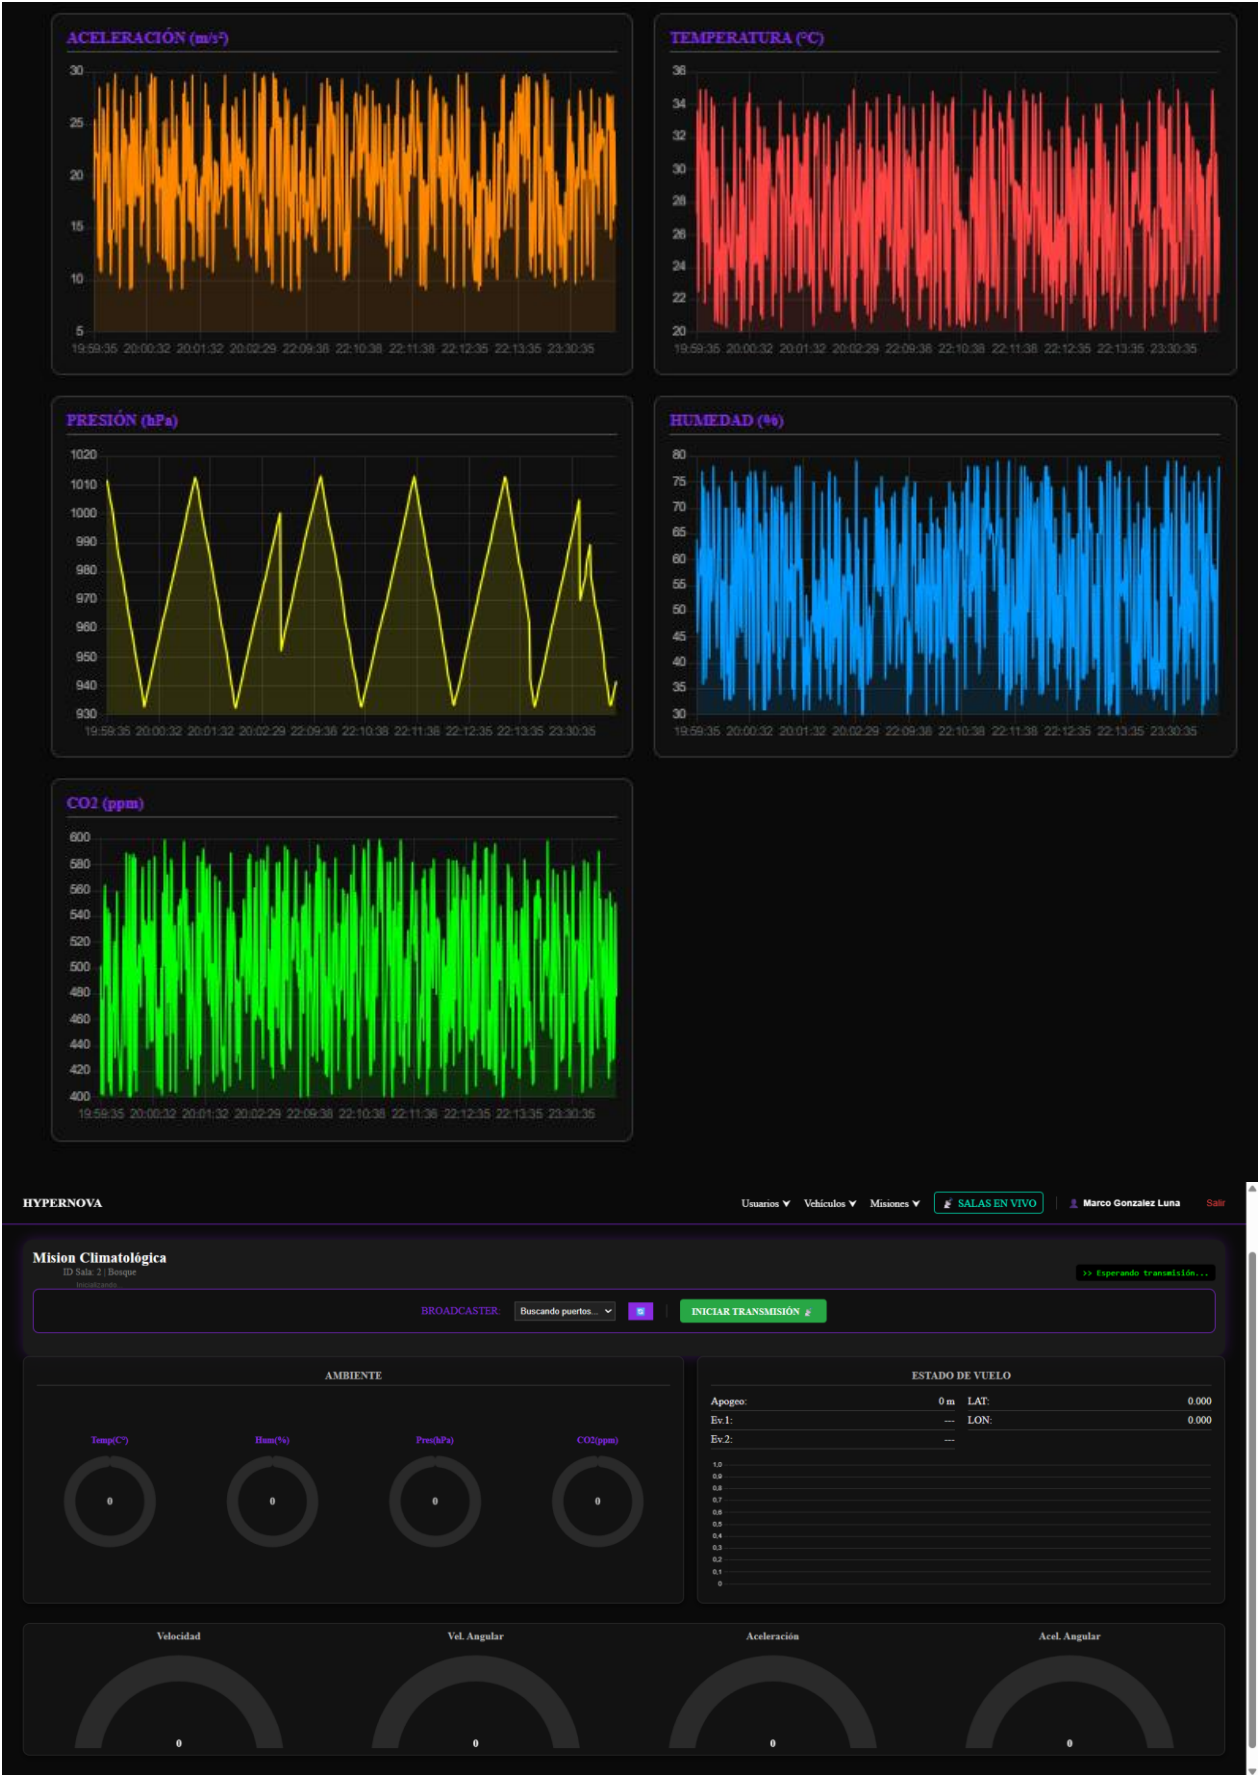 ACELERACIÓN (m/s²)
30
25
20
15
10
5
19:59:35 20:00:32 20:01:32 20:02:29 22:09:38 22:10:38 22:11:38 22:12:35 22:13:35 23:30:35
TEMPERATURA (ºC)
36
34
32
30
28
26
24
22
20
19:59:35 20:00:32 20:01:32 20:02:29 22:09:38 22:10:38 22:11:38 22:12:35 22:13:35 23:30:35
PRESIÓN (hPa)
1020
1010
1000
990
980
970
960
950
940
930
19:59:35 20:00:32 20:01:32 20:02:29 22:09:38 22:10:38 22:11:38 22:12:35 22:13:35 23:30:35
HUMEDAD (%)
80
75
70
65
60
55
50
45
40
35
30
19:59:35 20:00:32 20:01:32 20:02:29 22:09:38 22:10:38 22:11:38 22:12:35 22:13:35 23:30:35
CO2 (ppm)
600
580
560
540
520
500
480
460
440
420
400
19:59:35 20:00:32 20:01:32 20:02:29 22:09:38 22:10:38 22:11:38 22:12:35 22:13:35 23:30:35
HYPERNOVA
Usuarios Vehículos Misiones SALAS EN VIVO Marco Gonzalez Luna Salir
Mision Climatológica
ID Sala: 2 | Bosque
Inicializando...
>> Esperando transmisión...
BROADCASTER: Buscando puertos... INICIAR TRANSMISIÓN
AMBIENTE
Temp(Cº) Hum(%) Pres(hPa) CO2(ppm)
0 0 0 0
ESTADO DE VUELO
Apogeo: 0 m LAT: 0.000
Ev.1: --- LON: 0.000
Ev.2: ---
1,0
0,9
0,8
0,7
0,6
0,5
0,4
0,3
0,2
0,1
0
Velocidad Vel. Angular Aceleración Acel. Angular
0 0 0 0